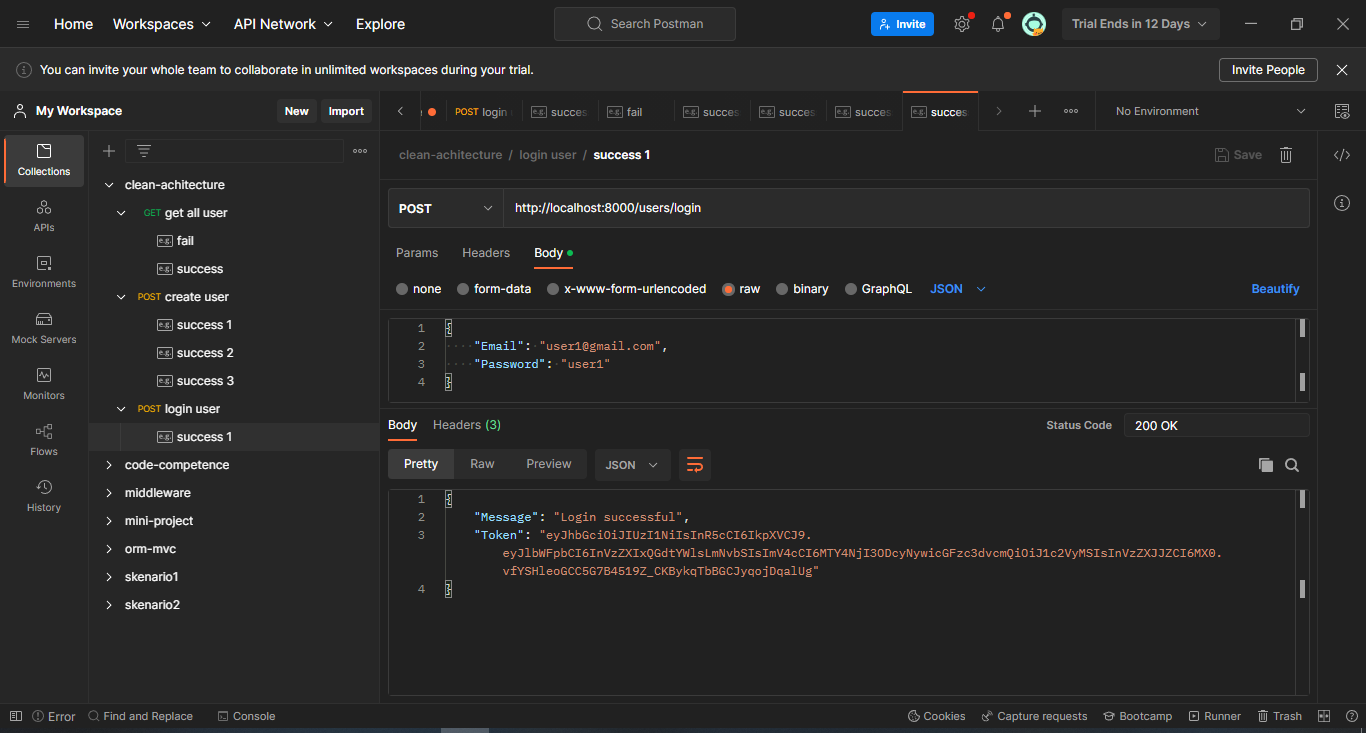 Home Workspaces API Network Explore Search Postman Invite Trial Ends in 12 Days
You can invite your whole team to collaborate in unlimited workspaces during your trial. Invite People
My Workspace New Import
POST login e.g. succes e.g. fail e.g. succes e.g. succes e.g. succes e.g. succes No Environment
Collections
APIs
Environments
Mock Servers
Monitors
Flows
History
clean-achitecture
GET get all user
e.g. fail
e.g. success
POST create user
e.g. success 1
e.g. success 2
e.g. success 3
POST login user
e.g. success 1
code-competence
middleware
mini-project
orm-mvc
skenario1
skenario2
clean-achitecture / login user / success 1 Save
POST http://localhost:8000/users/login
Params Headers Body
none form-data x-www-form-urlencoded raw binary GraphQL JSON Beautify
1 {
2 "Email": "user1@gmail.com",
3 "Password": "user1"
4 }
Body Headers (3) Status Code 200 OK
Pretty Raw Preview JSON
1 {
2 "Message": "Login successful",
3 "Token": "eyJhbGciOiJIUzI1NiIsInR5cCI6IkpXVCJ9.
eyJlbWFpbCI6InVzZXIxQGdtYWlsLmNvbSIsImV4cCI6MTY4NjI3ODcyNywicGFzc3dvcmQiOiJ1c2VyMSIsInVzZXJJZCI6MX0.
vfYSHleoGCC5G7B4519Z_CKBykqTbBGCJyqojDqalUg"
4 }
Error Find and Replace Console Cookies Capture requests Bootcamp Runner Trash